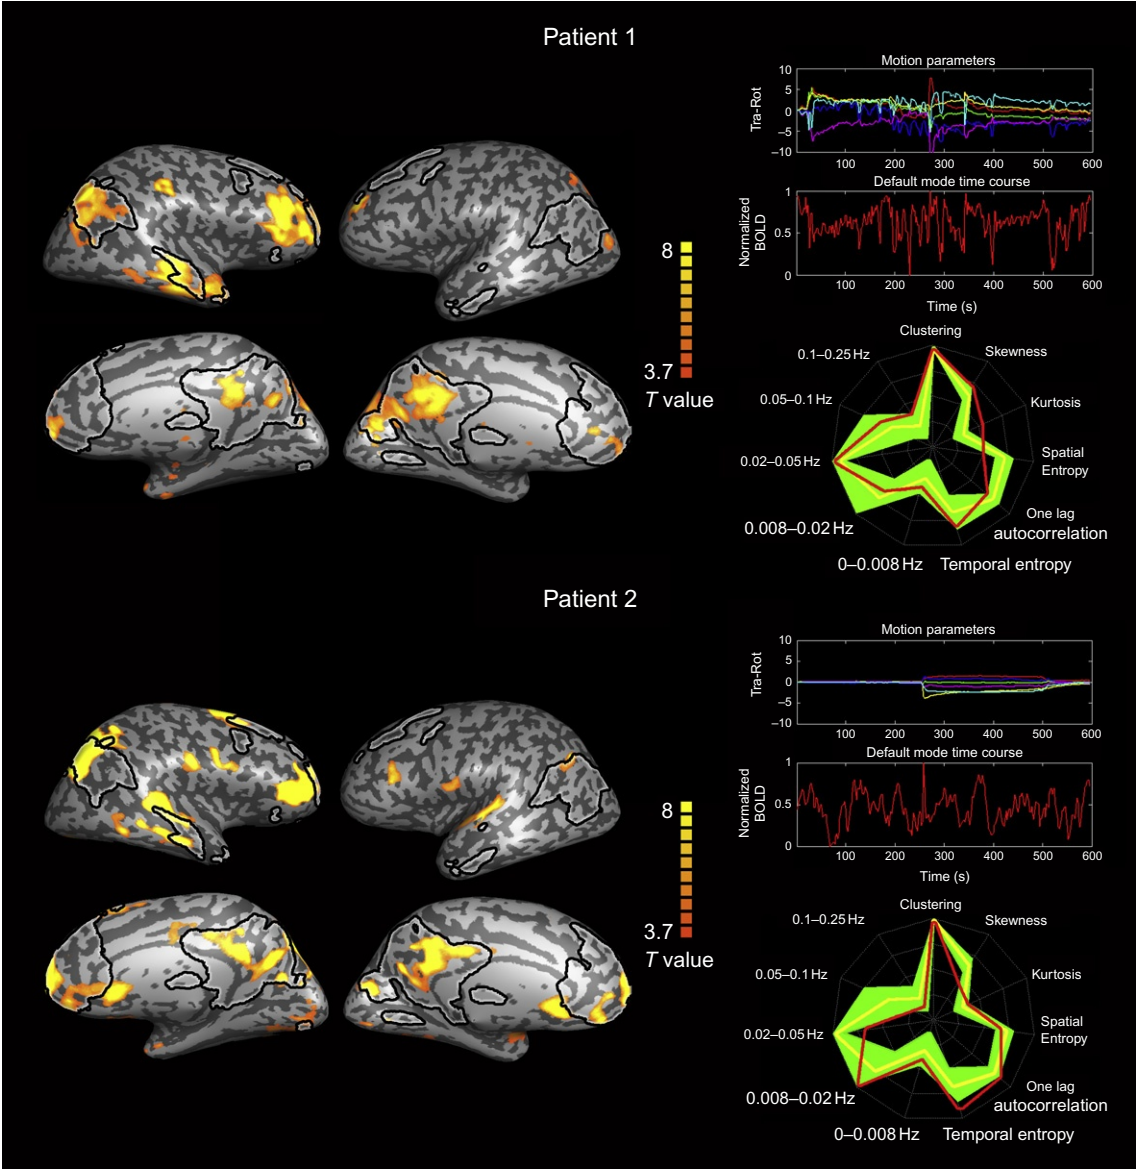 Patient 1
Motion parameters
Tra-Rot
10
5
0
–5
–10
100 200 300 400 500 600
Default mode time course
Normalized
BOLD
1
0.5
0
100 200 300 400 500 600
Time (s)
8
3.7
T value
Clustering
Skewness
Kurtosis
Spatial
Entropy
One lag
autocorrelation
Temporal entropy
0–0.008 Hz
0.008–0.02 Hz
0.02–0.05 Hz
0.05–0.1 Hz
0.1–0.25 Hz
Patient 2
Motion parameters
Tra-Rot
10
5
0
–5
–10
100 200 300 400 500 600
Default mode time course
Normalized
BOLD
1
0.5
0
100 200 300 400 500 600
Time (s)
8
3.7
T value
Clustering
Skewness
Kurtosis
Spatial
Entropy
One lag
autocorrelation
Temporal entropy
0–0.008 Hz
0.008–0.02 Hz
0.02–0.05 Hz
0.05–0.1 Hz
0.1–0.25 Hz